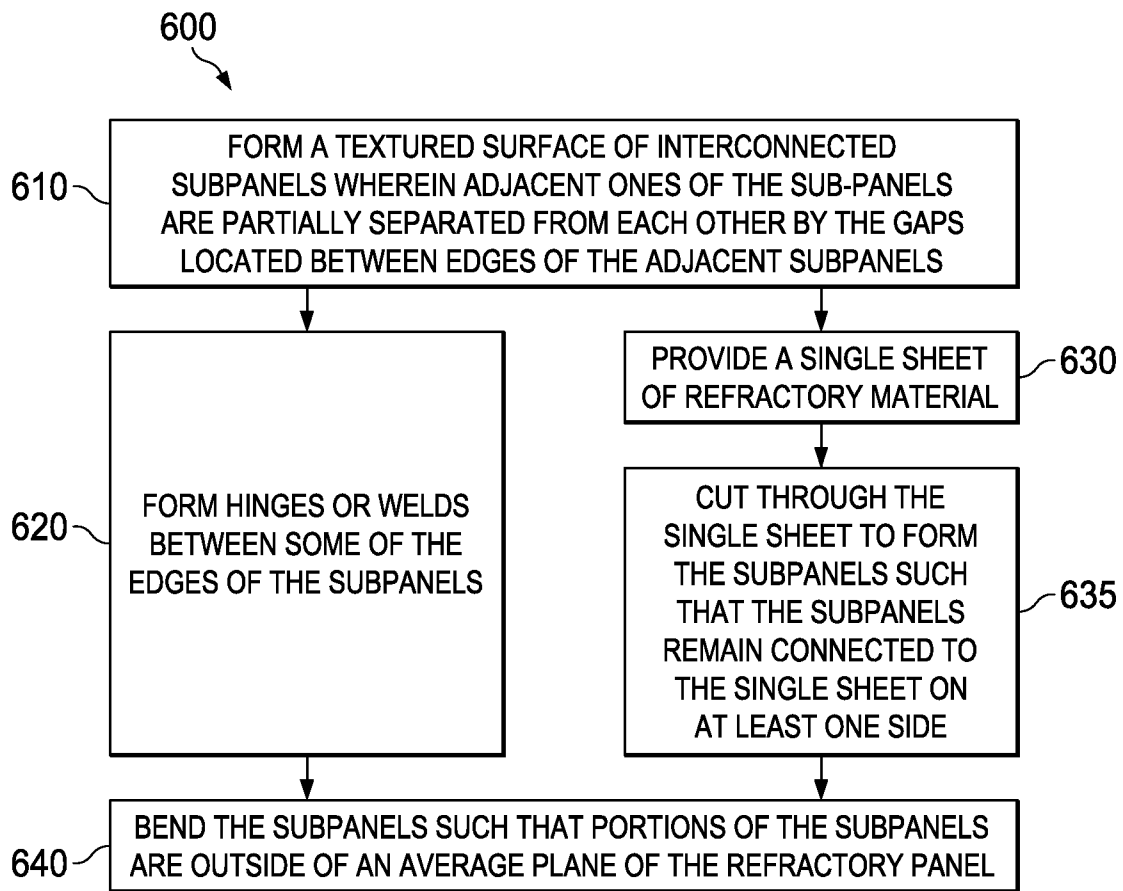 600
610
FORM A TEXTURED SURFACE OF INTERCONNECTED
SUBPANELS WHEREIN ADJACENT ONES OF THE SUB-PANELS
ARE PARTIALLY SEPARATED FROM EACH OTHER BY THE GAPS
LOCATED BETWEEN EDGES OF THE ADJACENT SUBPANELS
620
FORM HINGES OR WELDS
BETWEEN SOME OF THE
EDGES OF THE SUBPANELS
PROVIDE A SINGLE SHEET
OF REFRACTORY MATERIAL
630
CUT THROUGH THE
SINGLE SHEET TO FORM
THE SUBPANELS SUCH
THAT THE SUBPANELS
REMAIN CONNECTED TO
THE SINGLE SHEET ON
AT LEAST ONE SIDE
635
640
BEND THE SUBPANELS SUCH THAT PORTIONS OF THE SUBPANELS
ARE OUTSIDE OF AN AVERAGE PLANE OF THE REFRACTORY PANEL